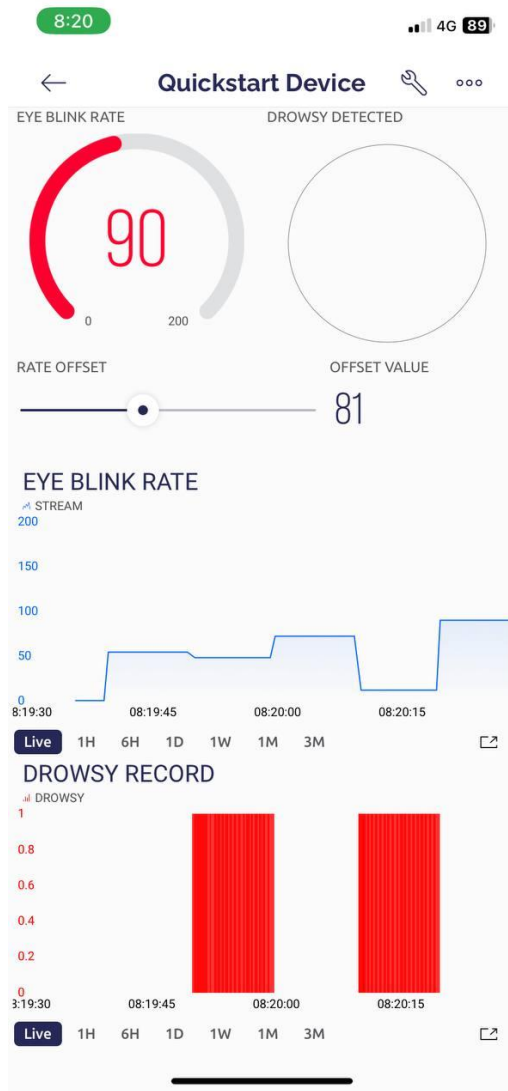 8:20 4G 89
Quickstart Device
EYE BLINK RATE DROWSY DETECTED
90
0 200
RATE OFFSET OFFSET VALUE
81
EYE BLINK RATE
STREAM
200
150
100
50
0
8:19:30 08:19:45 08:20:00 08:20:15
Live 1H 6H 1D 1W 1M 3M
DROWSY RECORD
DROWSY
1
0.8
0.6
0.4
0.2
0
3:19:30 08:19:45 08:20:00 08:20:15
Live 1H 6H 1D 1W 1M 3M